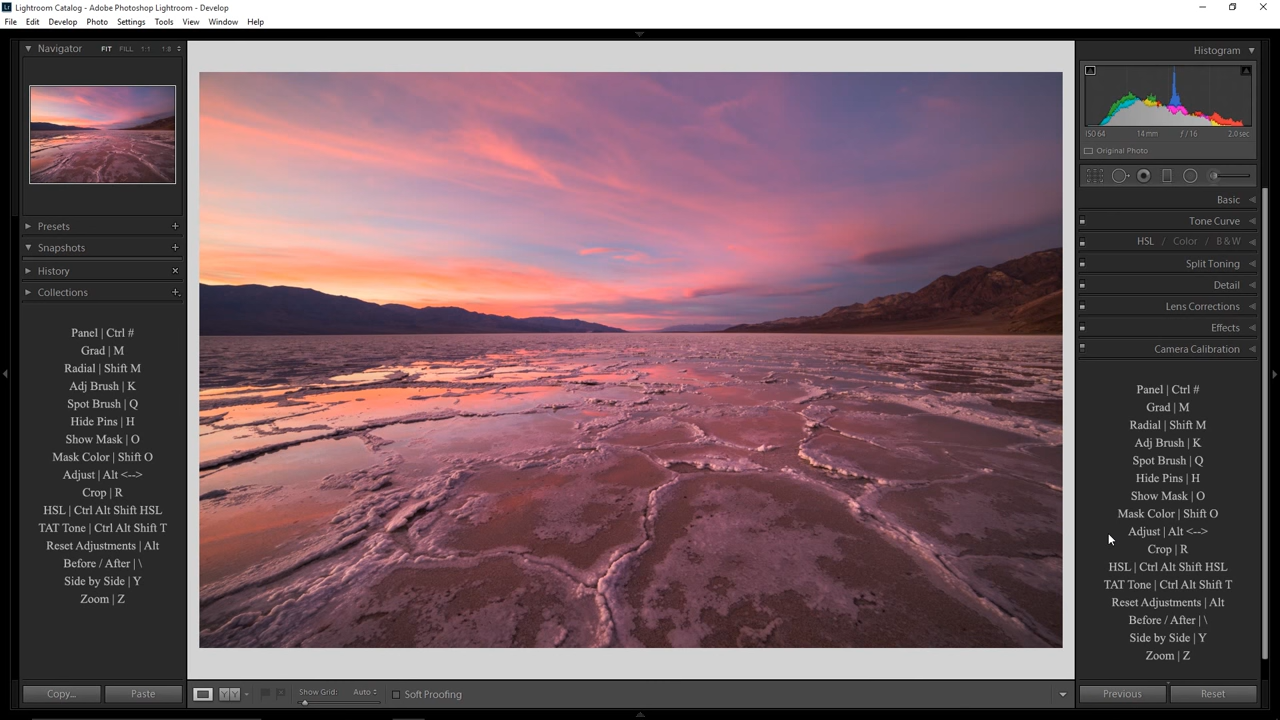 Lightroom Catalog - Adobe Photoshop Lightroom - Develop
File Edit Develop Photo Settings Tools View Window Help
Navigator FIT FILL 1:1 1:8
Presets
Snapshots
History
Collections
Panel | Ctrl #
Grad | M
Radial | Shift M
Adj Brush | K
Spot Brush | Q
Hide Pins | H
Show Mask | O
Mask Color | Shift O
Adjust | Alt <-->
Crop | R
HSL | Ctrl Alt Shift HSL
TAT Tone | Ctrl Alt Shift T
Reset Adjustments | Alt
Before / After | \
Side by Side | Y
Zoom | Z
Copy... Paste
Show Grid: Auto
Soft Proofing
Histogram
ISO 64 14 mm f / 16 2.0 sec
Original Photo
Basic
Tone Curve
HSL / Color / B & W
Split Toning
Detail
Lens Corrections
Effects
Camera Calibration
Panel | Ctrl #
Grad | M
Radial | Shift M
Adj Brush | K
Spot Brush | Q
Hide Pins | H
Show Mask | O
Mask Color | Shift O
Adjust | Alt <-->
Crop | R
HSL | Ctrl Alt Shift HSL
TAT Tone | Ctrl Alt Shift T
Reset Adjustments | Alt
Before / After | \
Side by Side | Y
Zoom | Z
Previous Reset